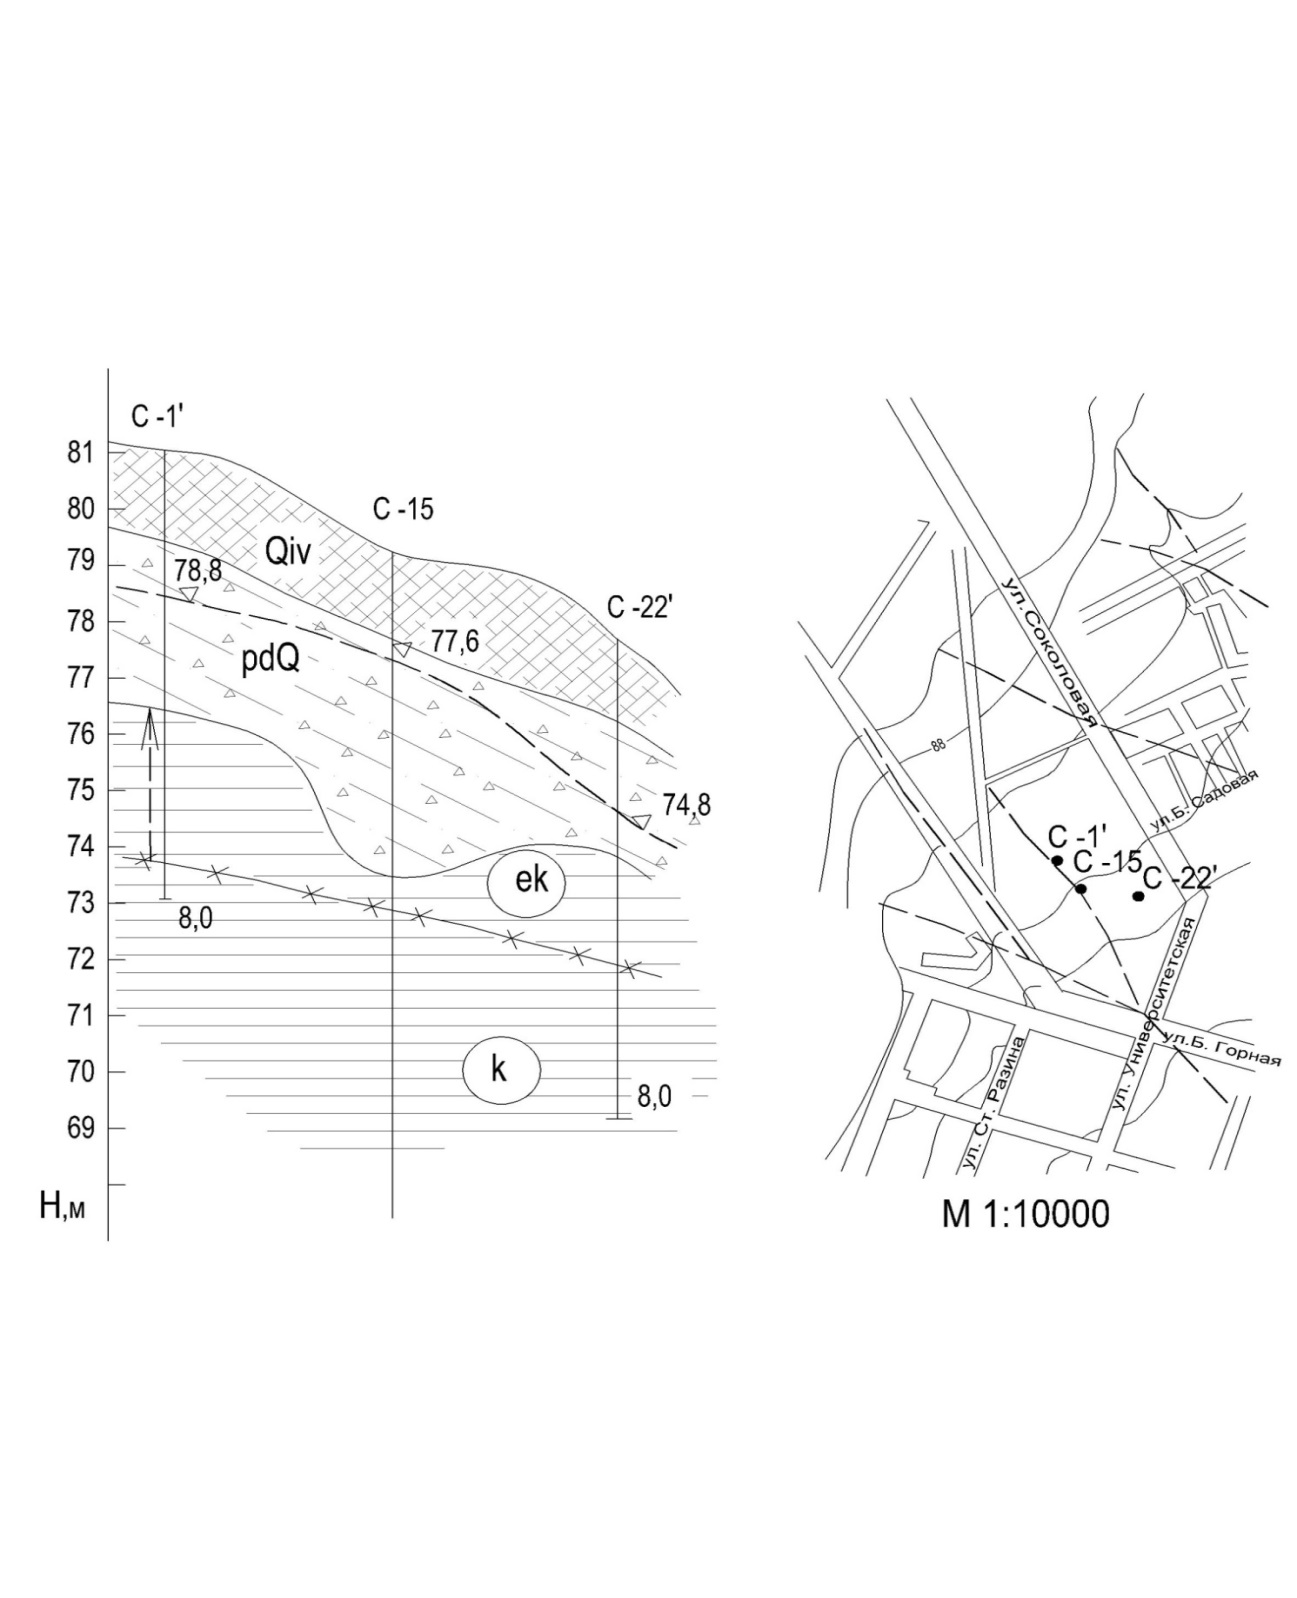 C -1'
81
80
79
78
77
76
75
74
73
72
71
70
69
Н,м
C -15
C -22'
Qiv
78,8
77,6
pdQ
74,8
ek
8,0
k
8,0
ул.Соколовая
88
ул.Б. Садовая
C -1'
C -15
C -22'
ул. Университетская
ул.Б. Горная
ул. Ст. Разина
М 1:10000